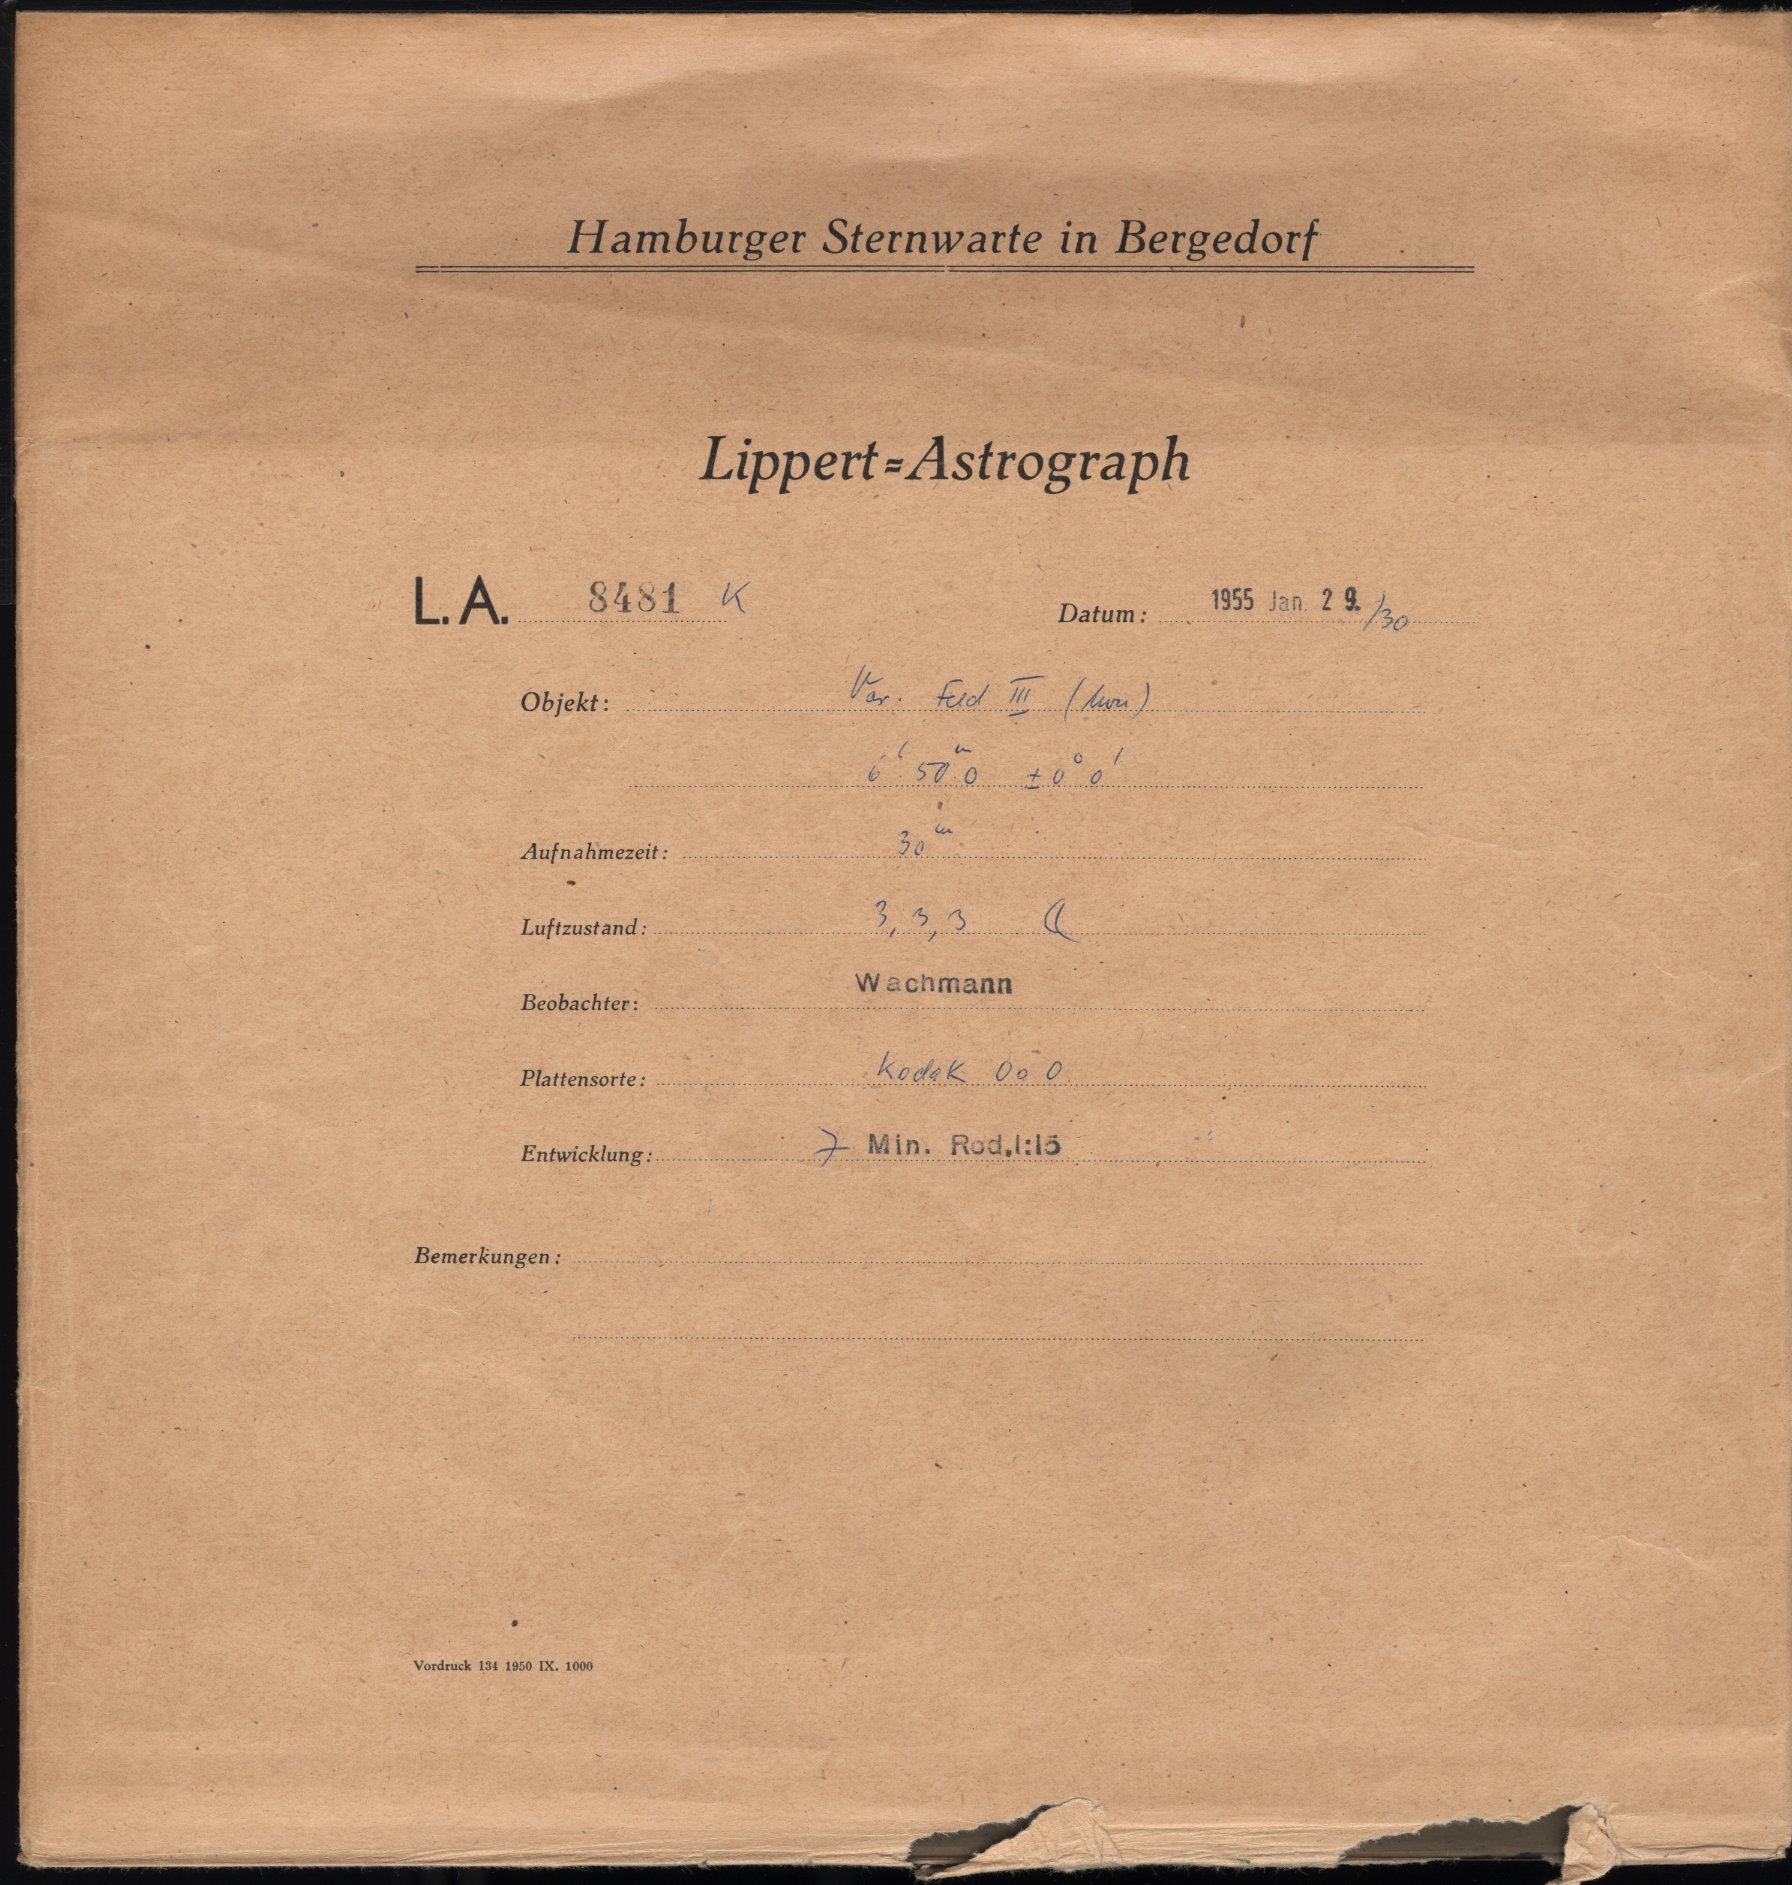 Hamburger Sternwarte in Bergedorf
Lippert=Astrograph
L. A. 8481 K
Datum: 1955 Jan. 29. /30
Objekt: Var. Feld III (Mon)
6ʰ 50ᵐ.0 ±0° 0'
Aufnahmezeit: 30ᵐ
Luftzustand: 3, 3, 3 ☾
Beobachter: Wachmann
Plattensorte: Kodak OaO
Entwicklung: 7 Min. Rod.1:15
Bemerkungen:
Vordruck 134 1950 IX. 1000